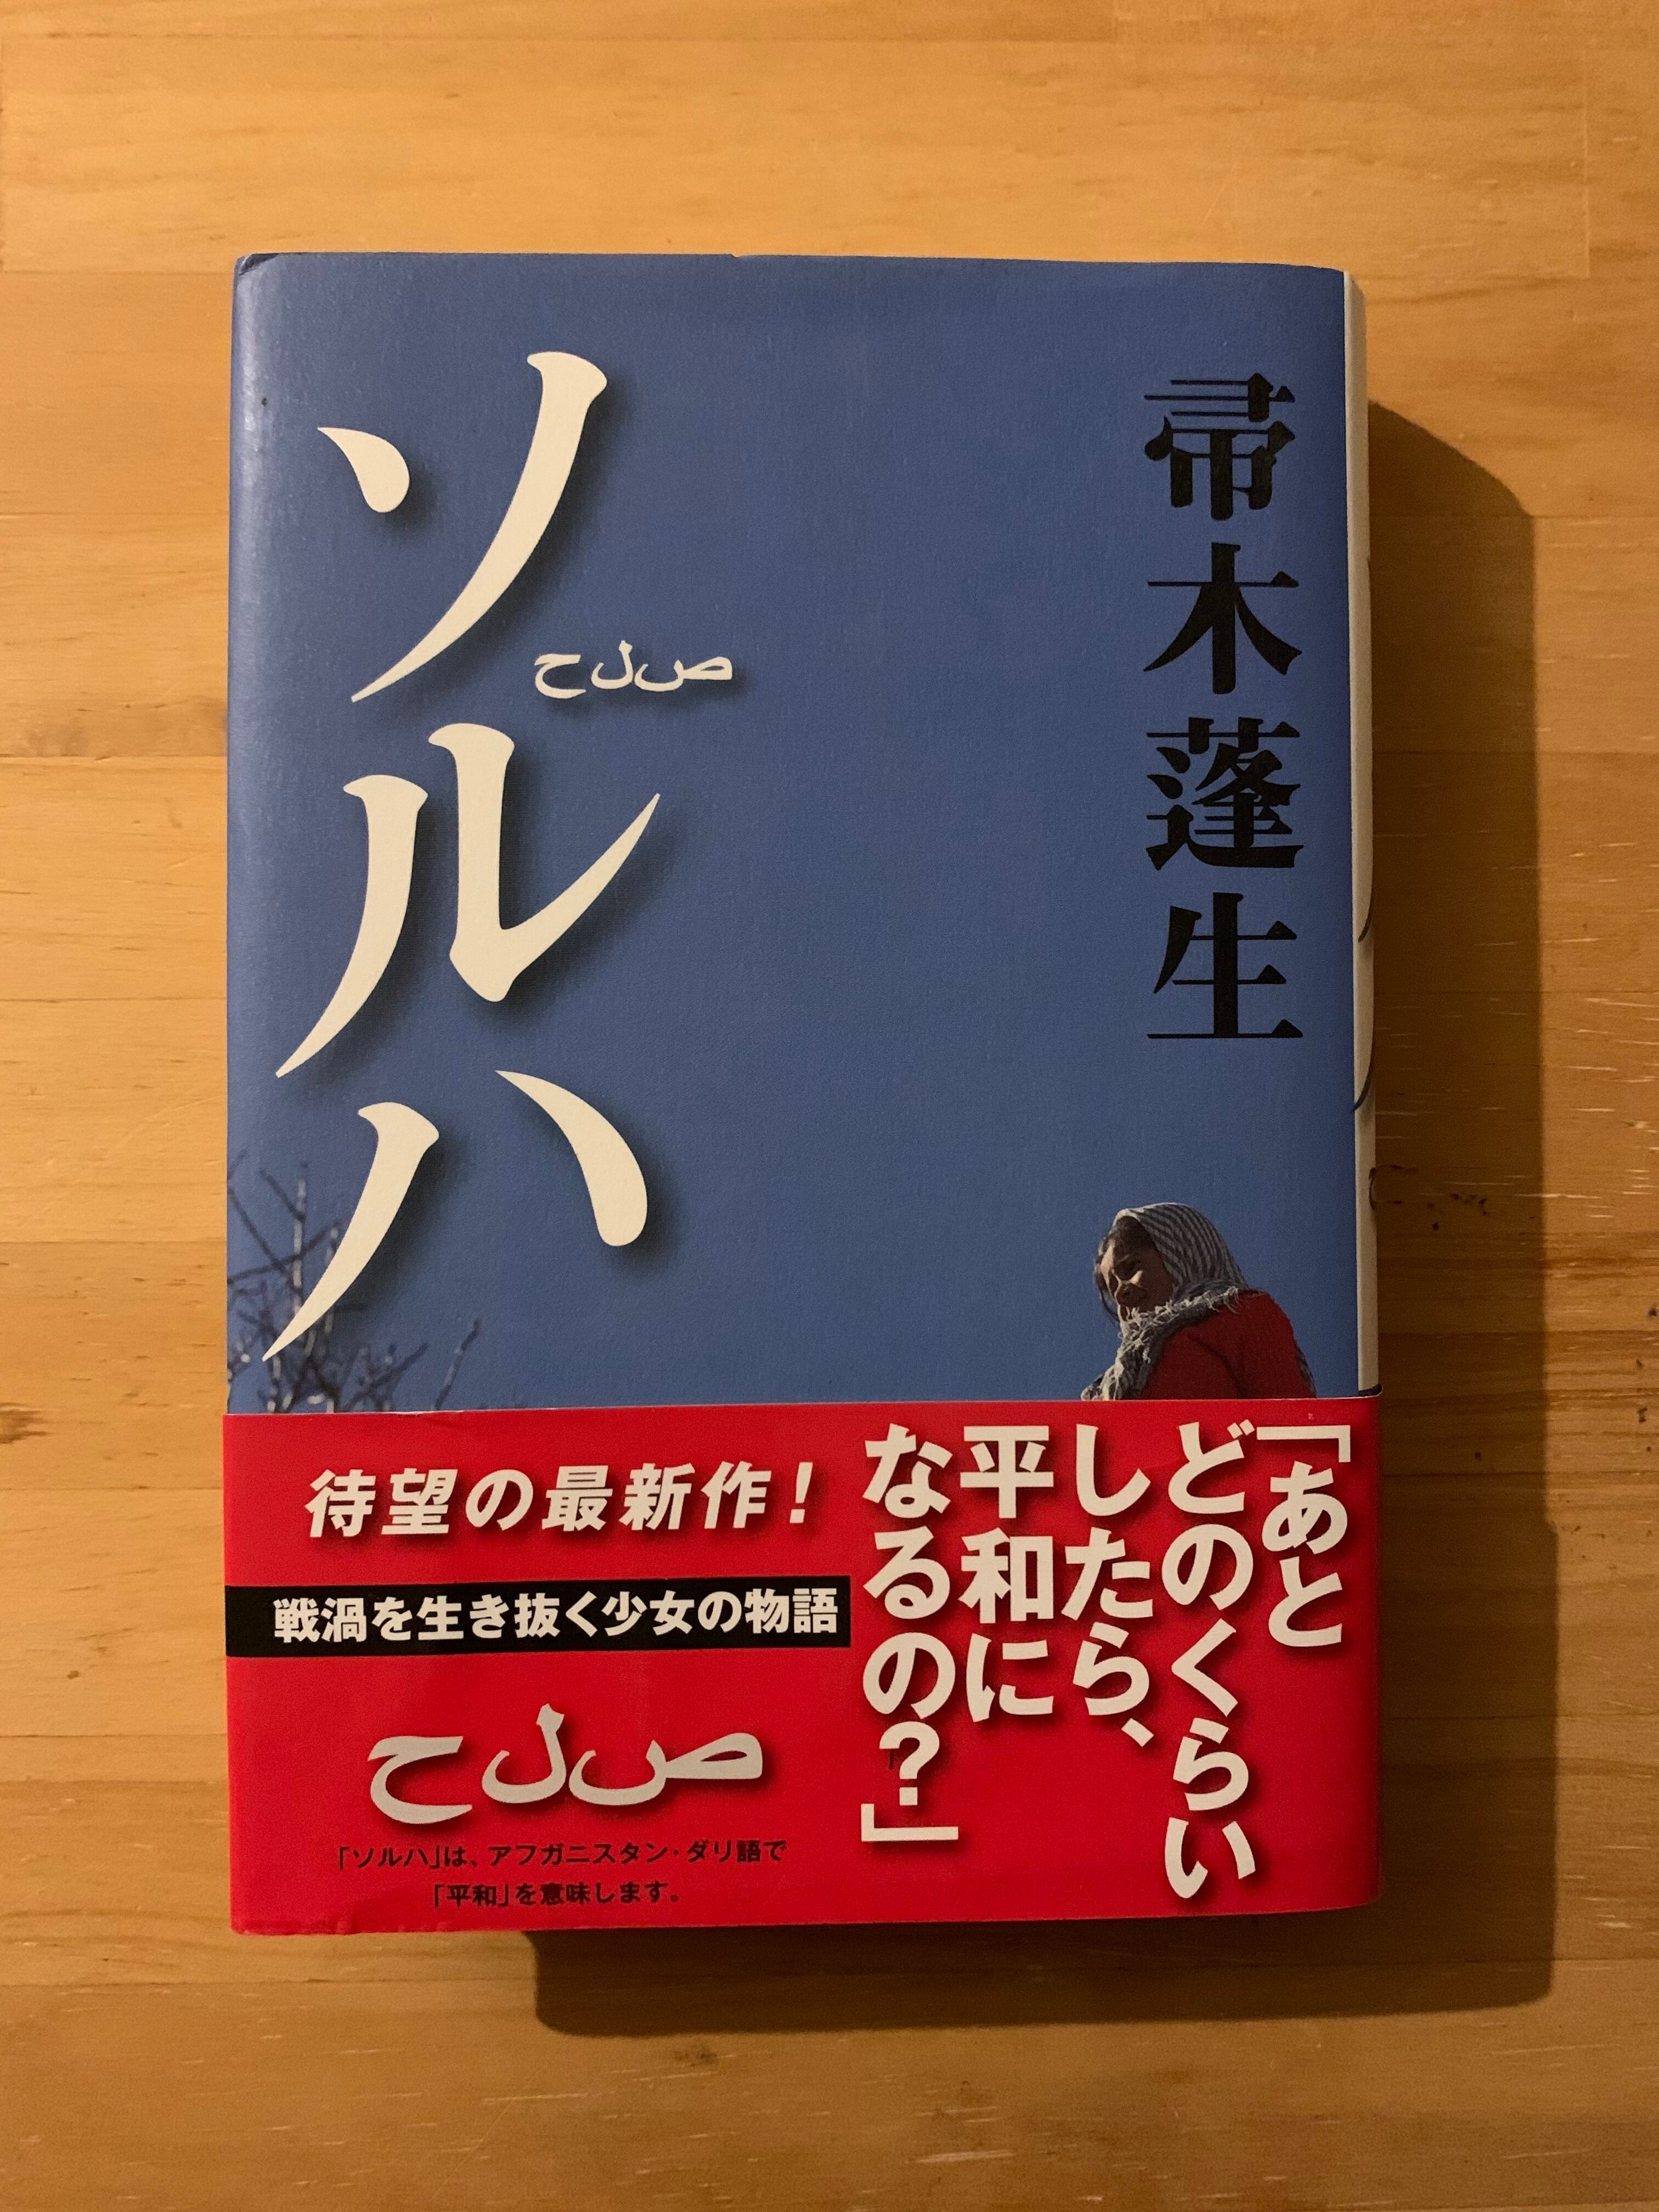 帚木蓬生
ソルハ
ص ل ح
「あと
どのくらい
したら、
平和に
なるの?」
待望の最新作!
戦渦を生き抜く少女の物語
ص ل ح
「ソルハ」は、アフガニスタン・ダリ語で
「平和」を意味します。